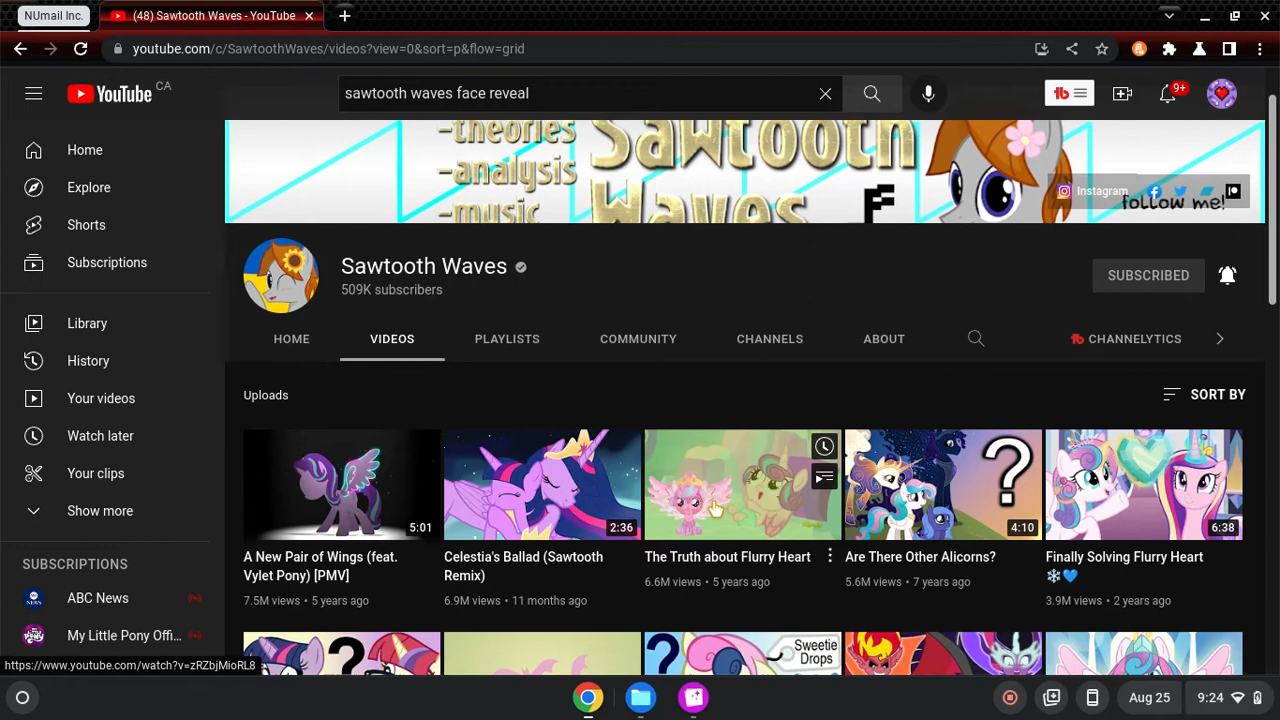 NUmail Inc.
(48) Sawtooth Waves - YouTube
youtube.com/c/SawtoothWaves/videos?view=0&sort=p&flow=grid
YouTube CA
sawtooth waves face reveal
9+
Home
Explore
Shorts
Subscriptions
Library
History
Your videos
Watch later
Your clips
Show more
SUBSCRIPTIONS
ABC News
My Little Pony Offi...
-theories
-analysis
-music
Sawtooth
Waves
Instagram
follow me!
Sawtooth Waves
509K subscribers
SUBSCRIBED
HOME
VIDEOS
PLAYLISTS
COMMUNITY
CHANNELS
ABOUT
CHANNELYTICS
Uploads
SORT BY
5:01
2:36
?
4:10
6:38
A New Pair of Wings (feat.
Vylet Pony) [PMV]
7.5M views • 5 years ago
Celestia's Ballad (Sawtooth
Remix)
6.9M views • 11 months ago
The Truth about Flurry Heart
6.6M views • 5 years ago
Are There Other Alicorns?
5.6M views • 7 years ago
Finally Solving Flurry Heart
❄️💙
3.9M views • 2 years ago
?
?
Sweetie
Drops
https://www.youtube.com/watch?v=zRZbjMioRL8
Aug 25
9:24